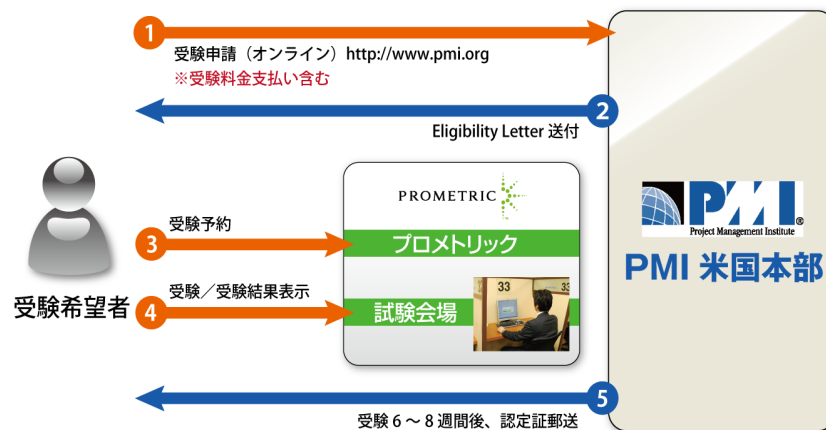 1
受験申請（オンライン）http://www.pmi.org
※受験料金支払い含む
2
Eligibility Letter 送付
PROMETRIC
PMI®
Project Management Institute
PMI 米国本部
3
受験予約
プロメトリック
受験希望者
4
受験／受験結果表示
試験会場
33
33
5
受験 6 ～ 8 週間後、認定証郵送